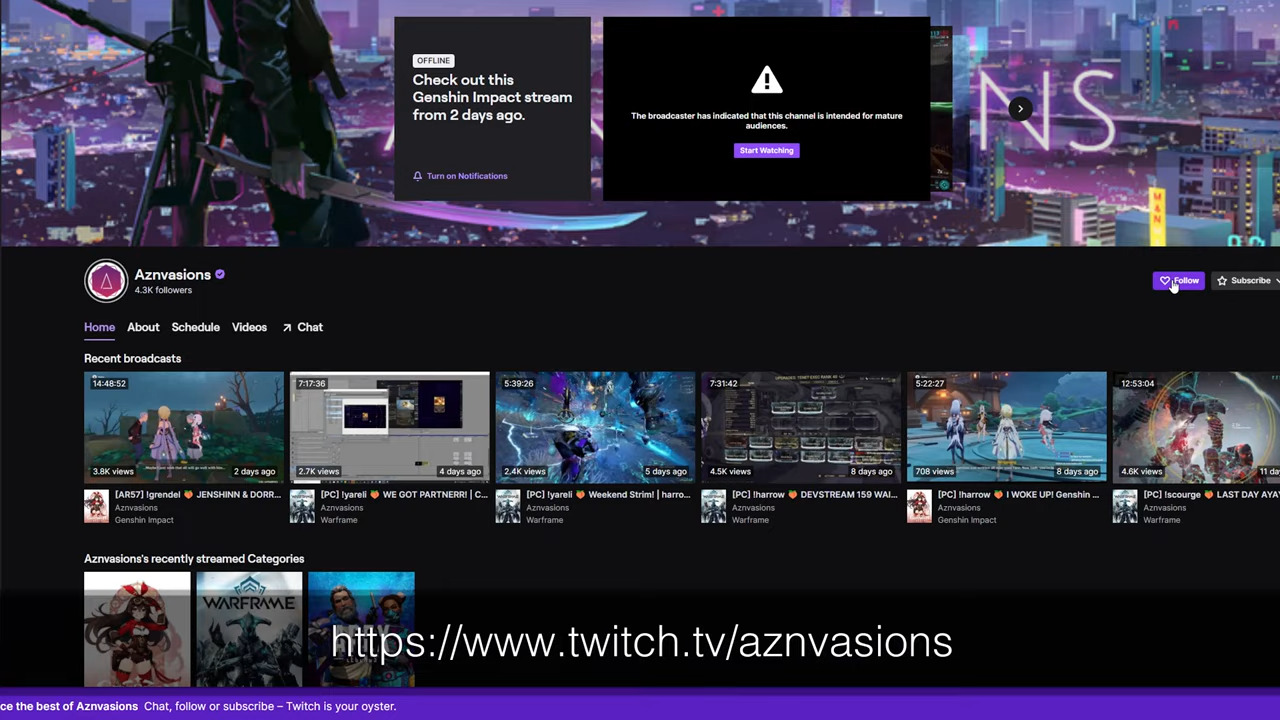 OFFLINE
Check out this
Genshin Impact stream
from 2 days ago.
Turn on Notifications
The broadcaster has indicated that this channel is intended for mature
audiences.
Start Watching
NS
Aznvasions
4.3K followers
Follow
Subscribe
Home About Schedule Videos Chat
Recent broadcasts
14:48:52
3.8K views
2 days ago
[AR57] !grendel 🍑 JENSHINN & DORR...
Aznvasions
Genshin Impact
7:17:36
2.7K views
4 days ago
[PC] !yareli 🍑 WE GOT PARTNERR! | C...
Aznvasions
Warframe
5:39:26
2.4K views
5 days ago
[PC] !yareli 🍑 Weekend Strim! | harro...
Aznvasions
Warframe
7:31:42
4.5K views
8 days ago
[PC] !harrow 🍑 DEVSTREAM 159 WAI...
Aznvasions
Warframe
5:22:27
708 views
8 days ago
[PC] !harrow 🍑 I WOKE UP! Genshin ...
Aznvasions
Genshin Impact
12:53:04
4.6K views
11 da
[PC] !scourge 🍑 LAST DAY AYA
Aznvasions
Warframe
Aznvasions's recently streamed Categories
WARFRAME
https://www.twitch.tv/aznvasions
ce the best of Aznvasions Chat, follow or subscribe – Twitch is your oyster.